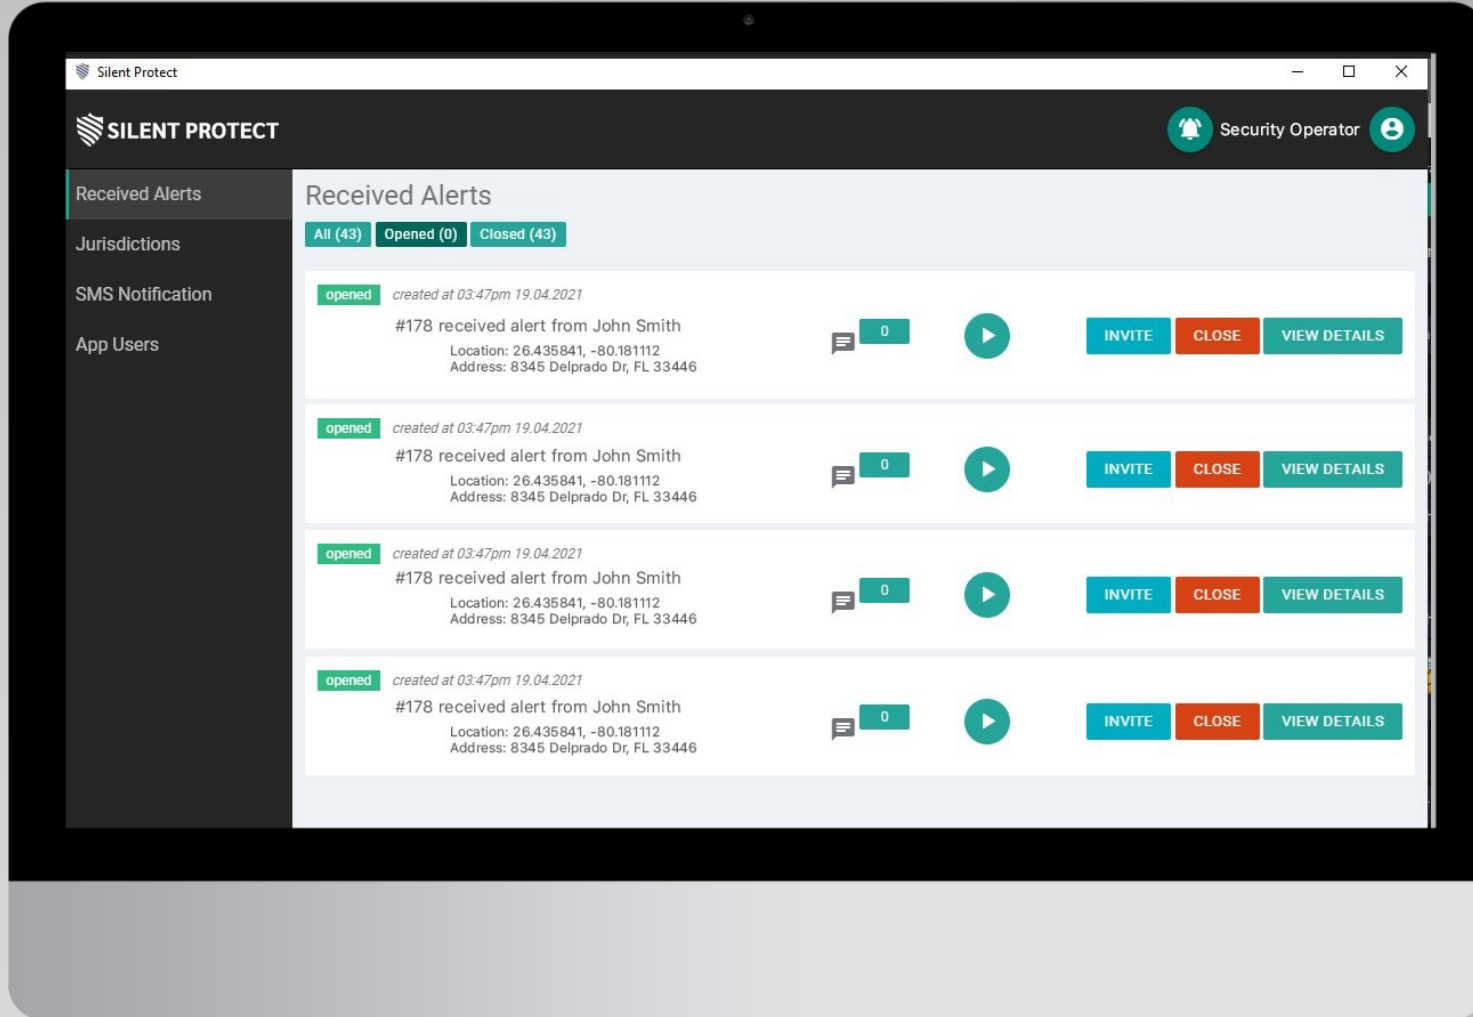 Silent Protect
SILENT PROTECT
Security Operator
Received Alerts
Jurisdictions
SMS Notification
App Users
Received Alerts
All (43) Opened (0) Closed (43)
opened created at 03:47pm 19.04.2021
#178 received alert from John Smith
Location: 26.435841, -80.181112
Address: 8345 Delprado Dr, FL 33446
0
INVITE CLOSE VIEW DETAILS
opened created at 03:47pm 19.04.2021
#178 received alert from John Smith
Location: 26.435841, -80.181112
Address: 8345 Delprado Dr, FL 33446
0
INVITE CLOSE VIEW DETAILS
opened created at 03:47pm 19.04.2021
#178 received alert from John Smith
Location: 26.435841, -80.181112
Address: 8345 Delprado Dr, FL 33446
0
INVITE CLOSE VIEW DETAILS
opened created at 03:47pm 19.04.2021
#178 received alert from John Smith
Location: 26.435841, -80.181112
Address: 8345 Delprado Dr, FL 33446
0
INVITE CLOSE VIEW DETAILS